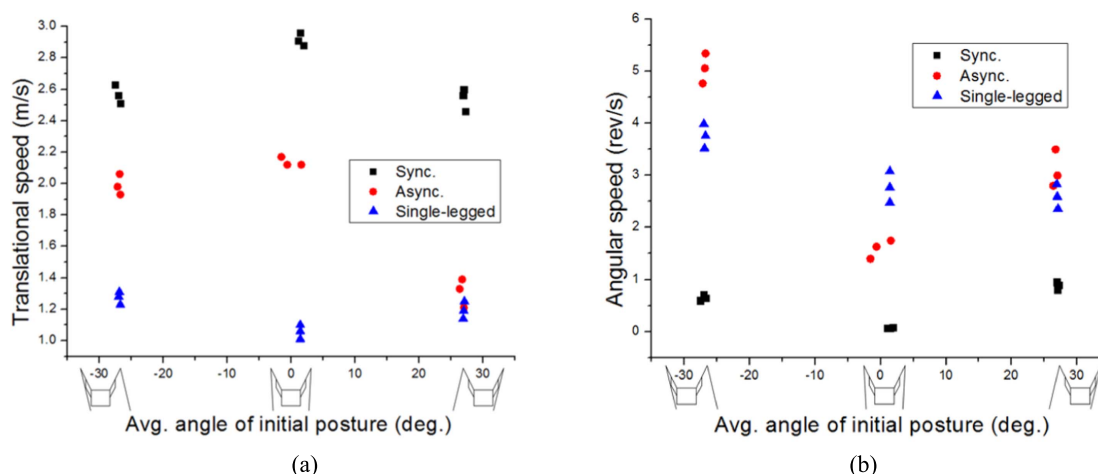 3.0
2.8
2.6
2.4
2.2
2.0
1.8
1.6
1.4
1.2
1.0
Translational speed (m/s)
Sync.
Async.
Single-legged
-30 -20 -10 0 10 20 30
Avg. angle of initial posture (deg.)
(a)
6
5
4
3
2
1
0
Angular speed (rev/s)
Sync.
Async.
Single-legged
-30 -20 -10 0 10 20 30
Avg. angle of initial posture (deg.)
(b)